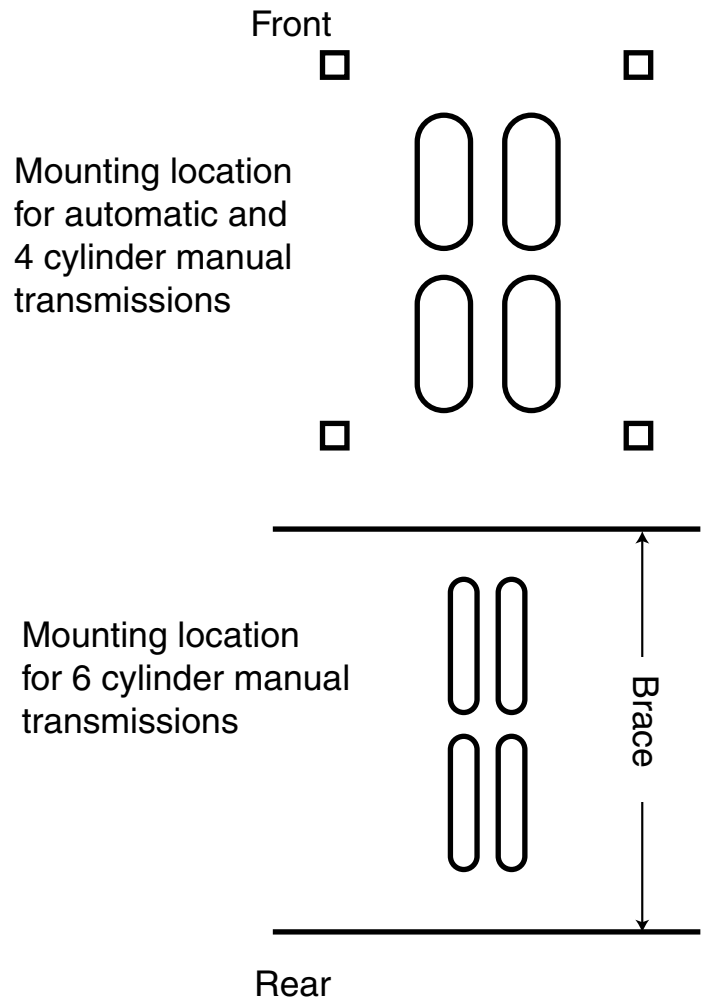 Front
Mounting location
for automatic and
4 cylinder manual
transmissions
Mounting location
for 6 cylinder manual
transmissions
Brace
Rear